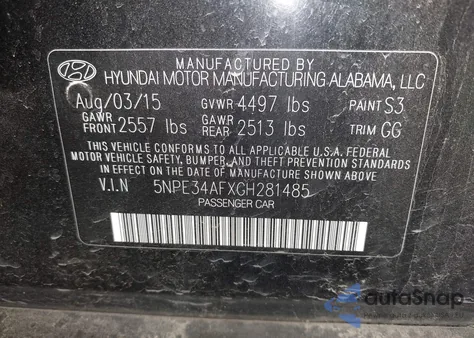 MANUFACTURED BY
HYUNDAI MOTOR MANUFACTURING ALABAMA, LLC
Aug/03/15 GVWR 4497 lbs PAINT S3
GAWR FRONT 2557 lbs GAWR REAR 2513 lbs TRIM GG
THIS VEHICLE CONFORMS TO ALL APPLICABLE U.S.A. FEDERAL
MOTOR VEHICLE SAFETY, BUMPER, AND THEFT PREVENTION STANDARDS
IN EFFECT ON THE DATE OF MANUFACTURE SHOWN ABOVE.
V.I.N 5NPE34AFXGH281485
PASSENGER CAR
autoSnap